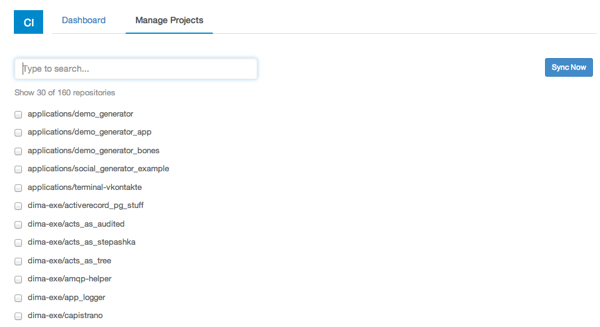 CI
Dashboard
Manage Projects
Type to search...
Sync Now
Show 30 of 160 repositories
applications/demo_generator
applications/demo_generator_app
applications/demo_generator_bones
applications/social_generator_example
applications/terminal-vkontakte
dima-exe/activerecord_pg_stuff
dima-exe/acts_as_audited
dima-exe/acts_as_stepashka
dima-exe/acts_as_tree
dima-exe/amqp-helper
dima-exe/app_logger
dima-exe/capistrano